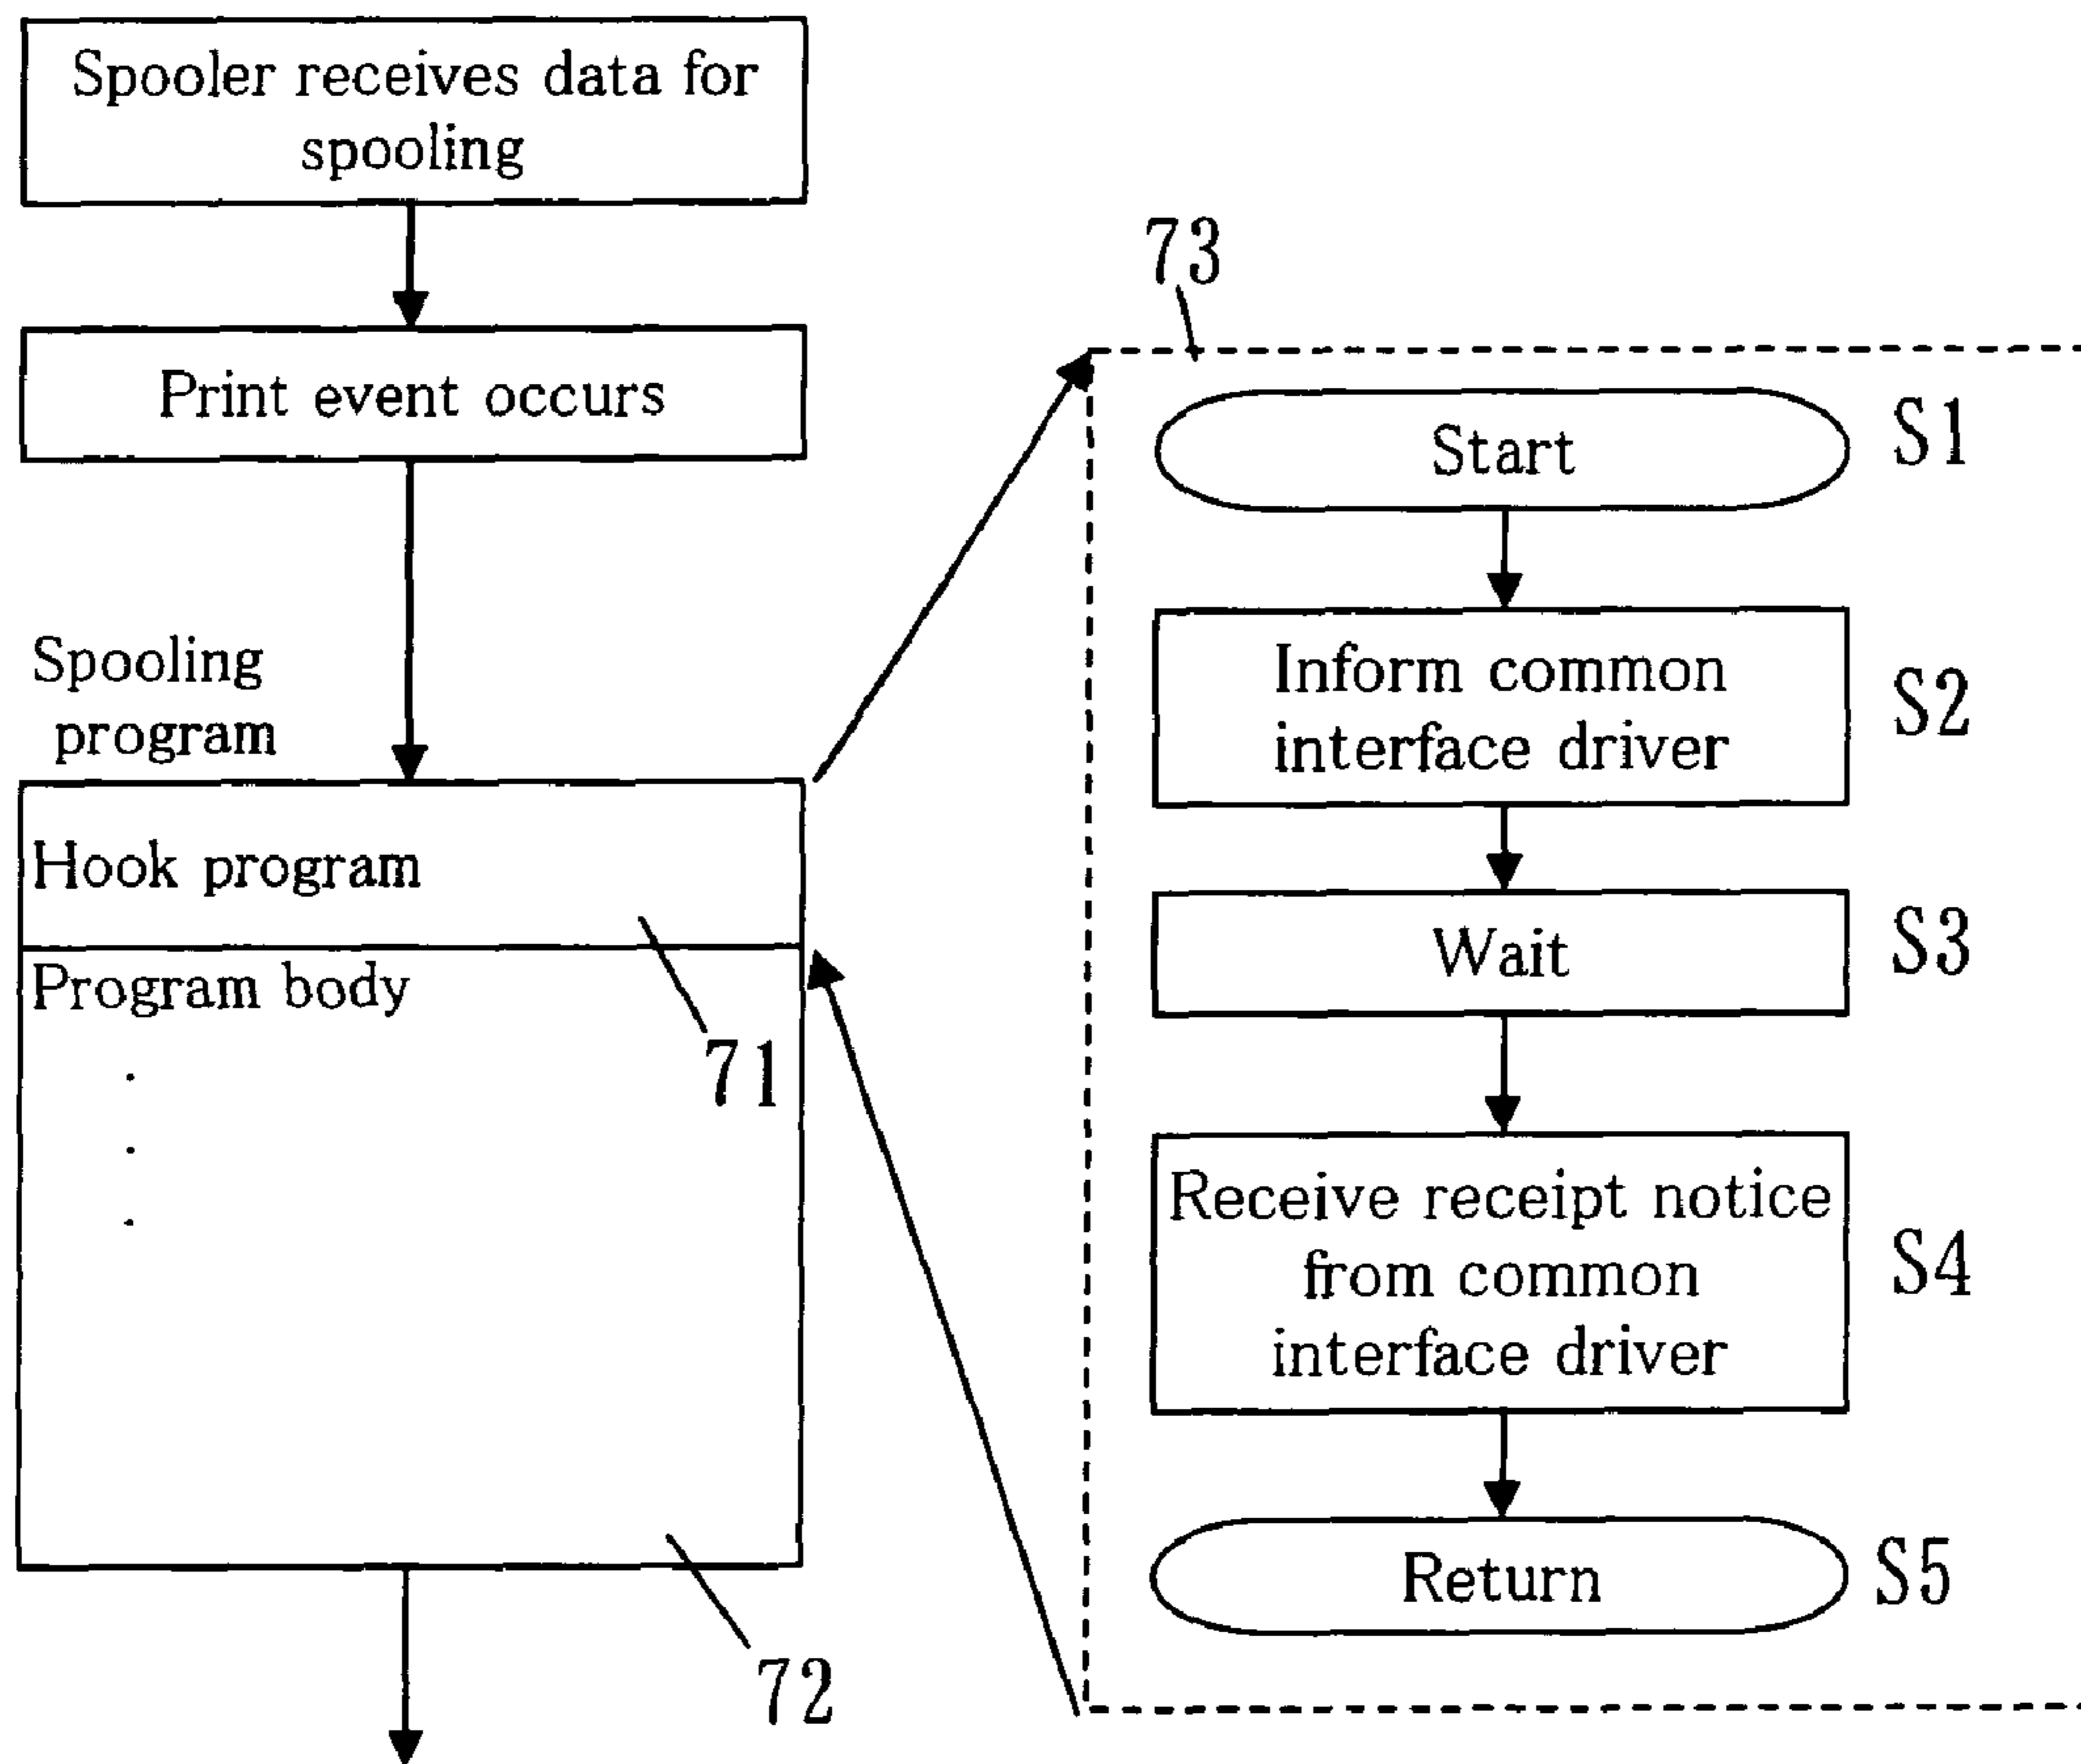 Spooler receives data for
spooling
Print event occurs
Spooling
program
Hook program
71
Program body
.
.
.
72
73
Start
S1
Inform common
interface driver
S2
Wait
S3
Receive receipt notice
from common
interface driver
S4
Return
S5